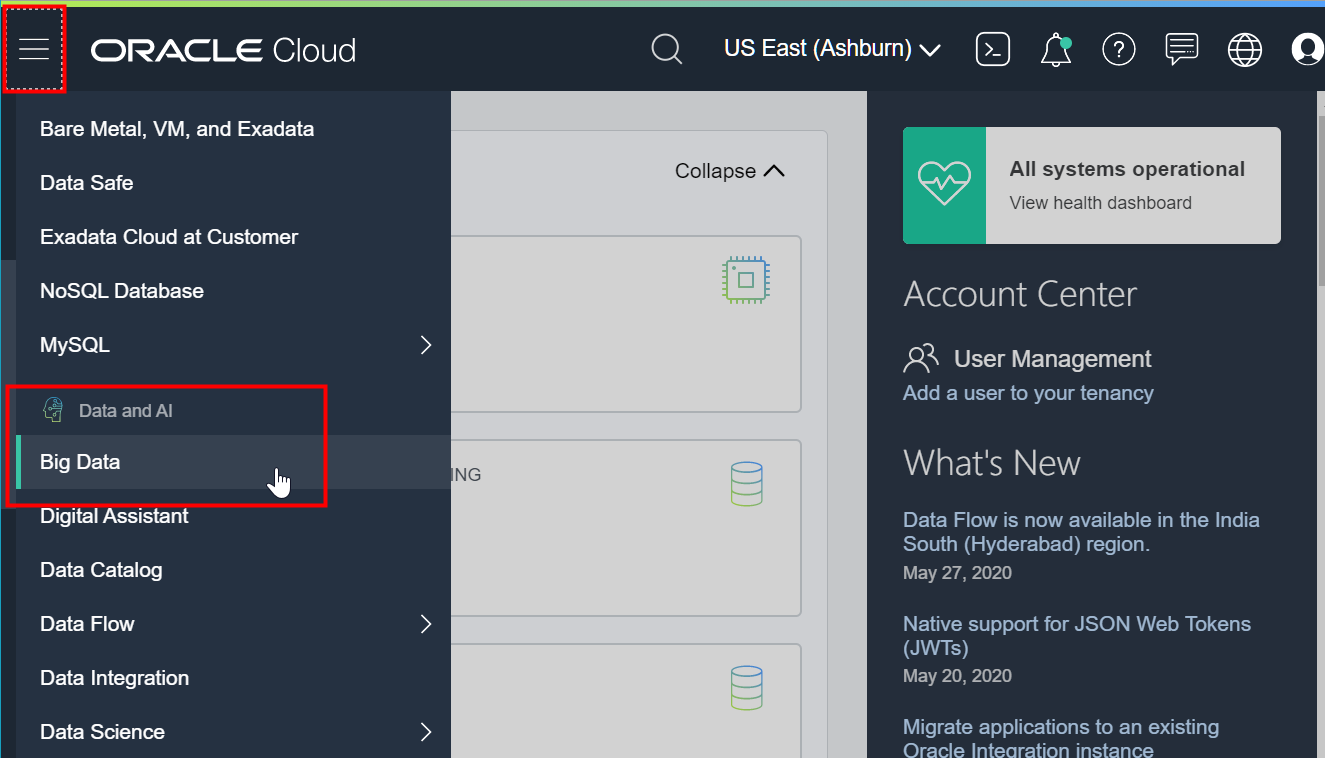 ORACLE Cloud
US East (Ashburn)
Bare Metal, VM, and Exadata
Data Safe
Exadata Cloud at Customer
NoSQL Database
MySQL
Data and AI
Big Data
Digital Assistant
Data Catalog
Data Flow
Data Integration
Data Science
Collapse
ING
All systems operational
View health dashboard
Account Center
User Management
Add a user to your tenancy
What's New
Data Flow is now available in the India
South (Hyderabad) region.
May 27, 2020
Native support for JSON Web Tokens
(JWTs)
May 20, 2020
Migrate applications to an existing
Oracle Integration instance